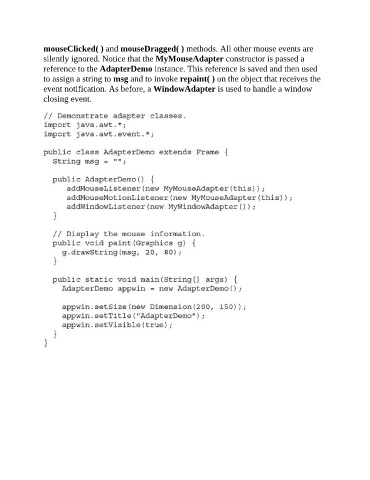 mouseClicked( ) and mouseDragged( ) methods. All other mouse events are
silently ignored. Notice that the MyMouseAdapter constructor is passed a
reference to the AdapterDemo instance. This reference is saved and then used
to assign a string to msg and to invoke repaint( ) on the object that receives the
event notification. As before, a WindowAdapter is used to handle a window
closing event.
// Demonstrate adapter classes.
import java.awt.*;
import java.awt.event.*;
public class AdapterDemo extends Frame {
String msg = "";
public AdapterDemo() {
addMouseListener(new MyMouseAdapter(this));
addMouseMotionListener(new MyMouseAdapter(this));
addWindowListener(new MyWindowAdapter());
}
// Display the mouse information.
public void paint(Graphics g) {
g.drawString(msg, 20, 80);
}
public static void main(String[] args) {
AdapterDemo appwin = new AdapterDemo();
appwin.setSize(new Dimension(200, 150));
appwin.setTitle("AdapterDemo");
appwin.setVisible(true);
}
}